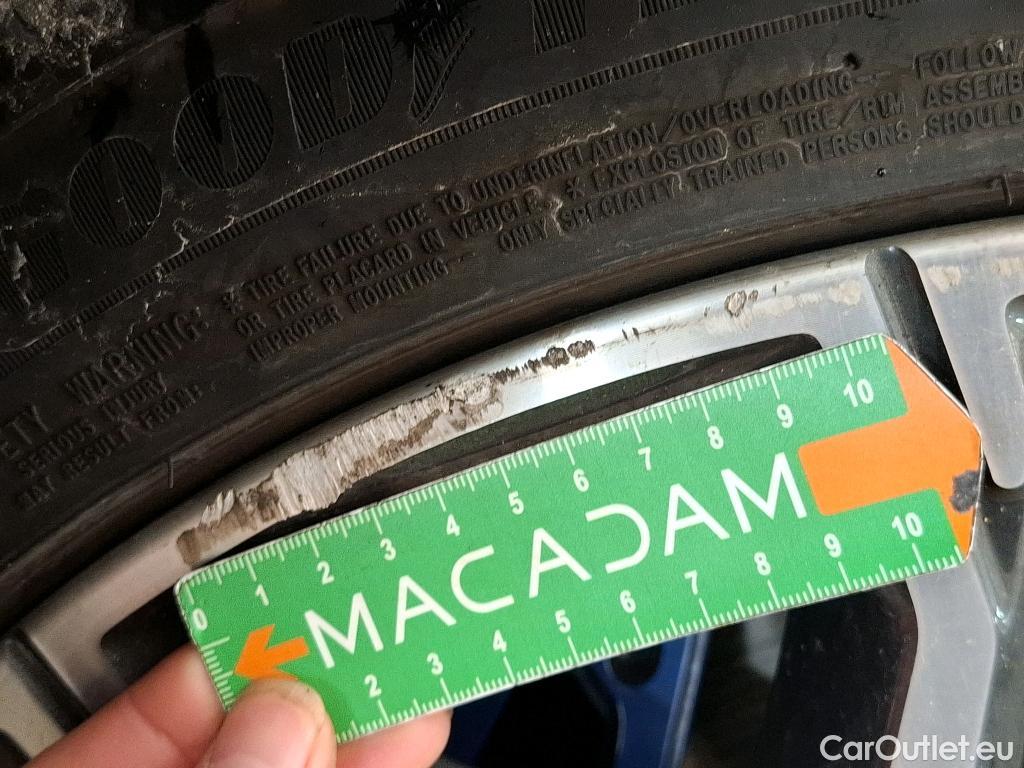 GOODY
ETY WARNING:
SERIOUS INJURY
MAY RESULT FROM:
* TIRE FAILURE DUE TO UNDERINFLATION/OVERLOADING-- FOLLOW
OR TIRE PLACARD IN VEHICLE * EXPLOSION OF TIRE/RIM ASSEMB
IMPROPER MOUNTING-- ONLY SPECIALLY TRAINED PERSONS SHOULD
0 1 2 3 4 5 6 7 8 9 10
MACADAM
2 3 4 5 6 7 8 9 10
CarOutlet.eu